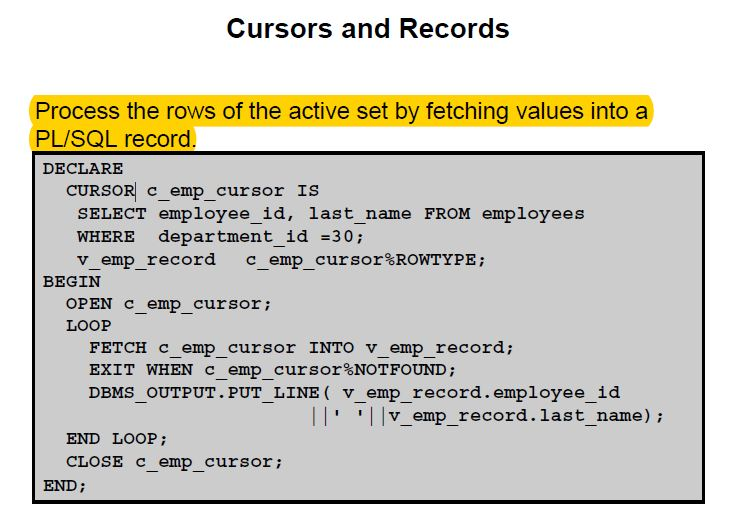 Cursors and Records
Process the rows of the active set by fetching values into a
PL/SQL record.
DECLARE
CURSOR c_emp_cursor IS
SELECT employee_id, last_name FROM employees
WHERE department_id =30;
v_emp_record c_emp_cursor%ROWTYPE;
BEGIN
OPEN c_emp_cursor;
LOOP
FETCH c_emp_cursor INTO v_emp_record;
EXIT WHEN c_emp_cursor%NOTFOUND;
DBMS_OUTPUT.PUT_LINE( v_emp_record.employee_id
||' '||v_emp_record.last_name);
END LOOP;
CLOSE c_emp_cursor;
END;